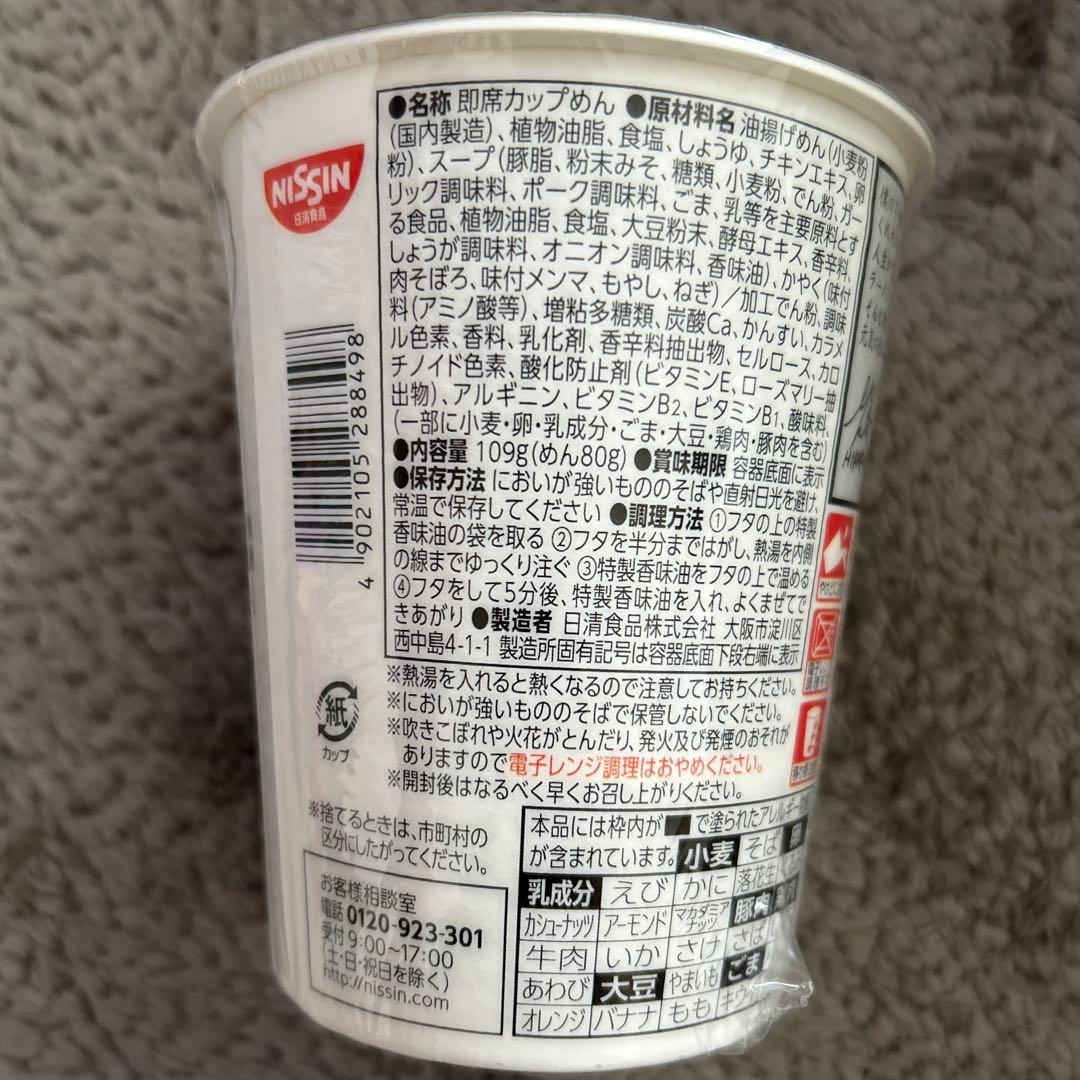 NISSIN
日清食品
●名称 即席カップめん ●原材料名 油揚げめん(小麦粉
(国内製造)、植物油脂、食塩、しょうゆ、チキンエキス、卵
粉)、スープ(豚脂、粉末みそ、糖類、小麦粉、でん粉、ガー
リック調味料、ポーク調味料、ごま、乳等を主要原料とす
る食品、植物油脂、食塩、大豆粉末、酵母エキス、香辛料、
しょうが調味料、オニオン調味料、香味油)、かやく(味付
肉そぼろ、味付メンマ、もやし、ねぎ)／加工でん粉、調味
料(アミノ酸等)、増粘多糖類、炭酸Ca、かんすい、カラメ
ル色素、香料、乳化剤、香辛料抽出物、セルロース、カロ
チノイド色素、酸化防止剤(ビタミンE、ローズマリー抽
出物)、アルギニン、ビタミンB2、ビタミンB1、酸味料、
(一部に小麦・卵・乳成分・ごま・大豆・鶏肉・豚肉を含む)
●内容量 109g(めん80g) ●賞味期限 容器底面に表示
●保存方法 においが強いもののそばや直射日光を避け、
常温で保存してください ●調理方法 ①フタの上の特製
香味油の袋を取る ②フタを半分まではがし、熱湯を内側
の線までゆっくり注ぐ ③特製香味油をフタの上で温める
④フタをして5分後、特製香味油を入れ、よくまぜてで
きあがり ●製造者 日清食品株式会社 大阪市淀川区
西中島4-1-1 製造所固有記号は容器底面下段右端に表示
※熱湯を入れると熱くなるので注意してお持ちください。
※においが強いもののそばで保管しないでください。
※吹きこぼれや火花がとんだり、発火及び発煙のおそれが
ありますので電子レンジ調理はおやめください。
※開封後はなるべく早くお召し上がりください。
4 902105 288498
紙
カップ
※捨てるときは、市町村の
区分にしたがってください。
お客様相談室
電話 0120-923-301
受付 9:00～17:00
(土・日・祝日を除く)
http://nissin.com
本品には枠内が■で塗られたアレルギー
が含まれています。 小麦 そば 卵
乳成分 えび かに 落花生
カシューナッツ アーモンド マカダミアナッツ 豚肉
牛肉 いか さけ さば
あわび 大豆 やまいも ごま
オレンジ バナナ もも キウイ